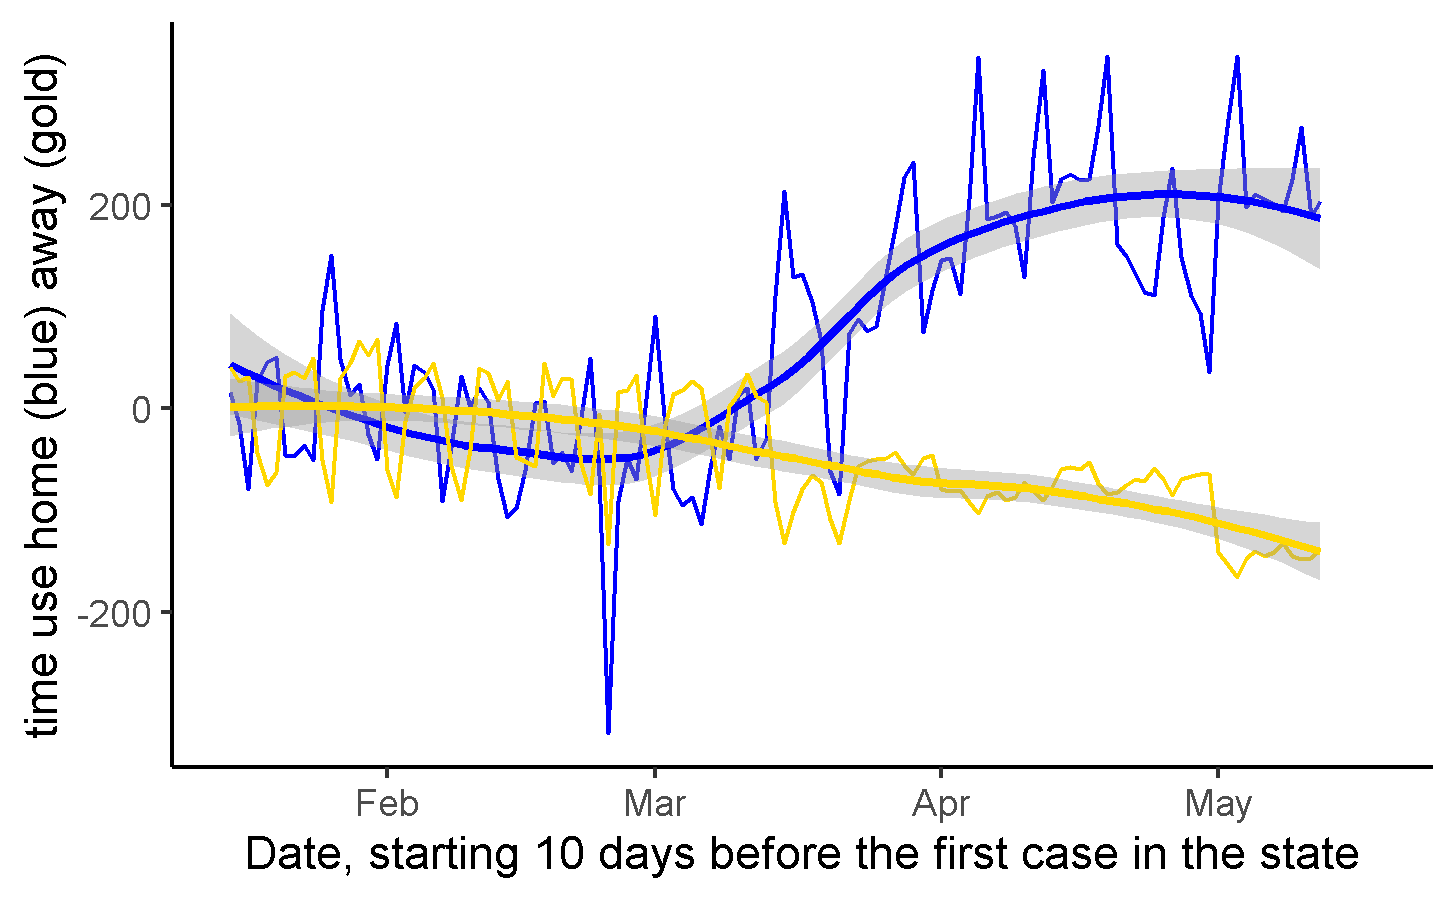 time use home (blue) away (gold)
200
0
-200
Feb Mar Apr May
Date, starting 10 days before the first case in the state